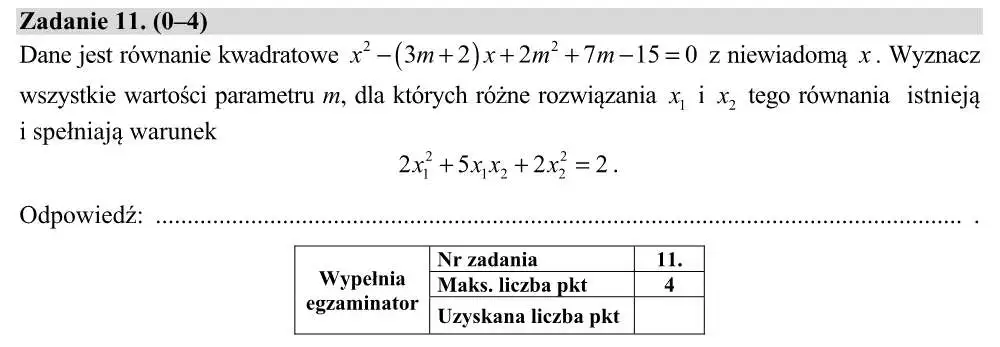 Zadanie 11. (0–4)
Dane jest równanie kwadratowe x² − (3m + 2)x + 2m² + 7m − 15 = 0 z niewiadomą x. Wyznacz
wszystkie wartości parametru m, dla których różne rozwiązania x₁ i x₂ tego równania istnieją
i spełniają warunek
2x₁² + 5x₁x₂ + 2x₂² = 2.
Odpowiedź: ................................................................................................................................ .
Wypełnia egzaminator
Nr zadania 11.
Maks. liczba pkt 4
Uzyskana liczba pkt